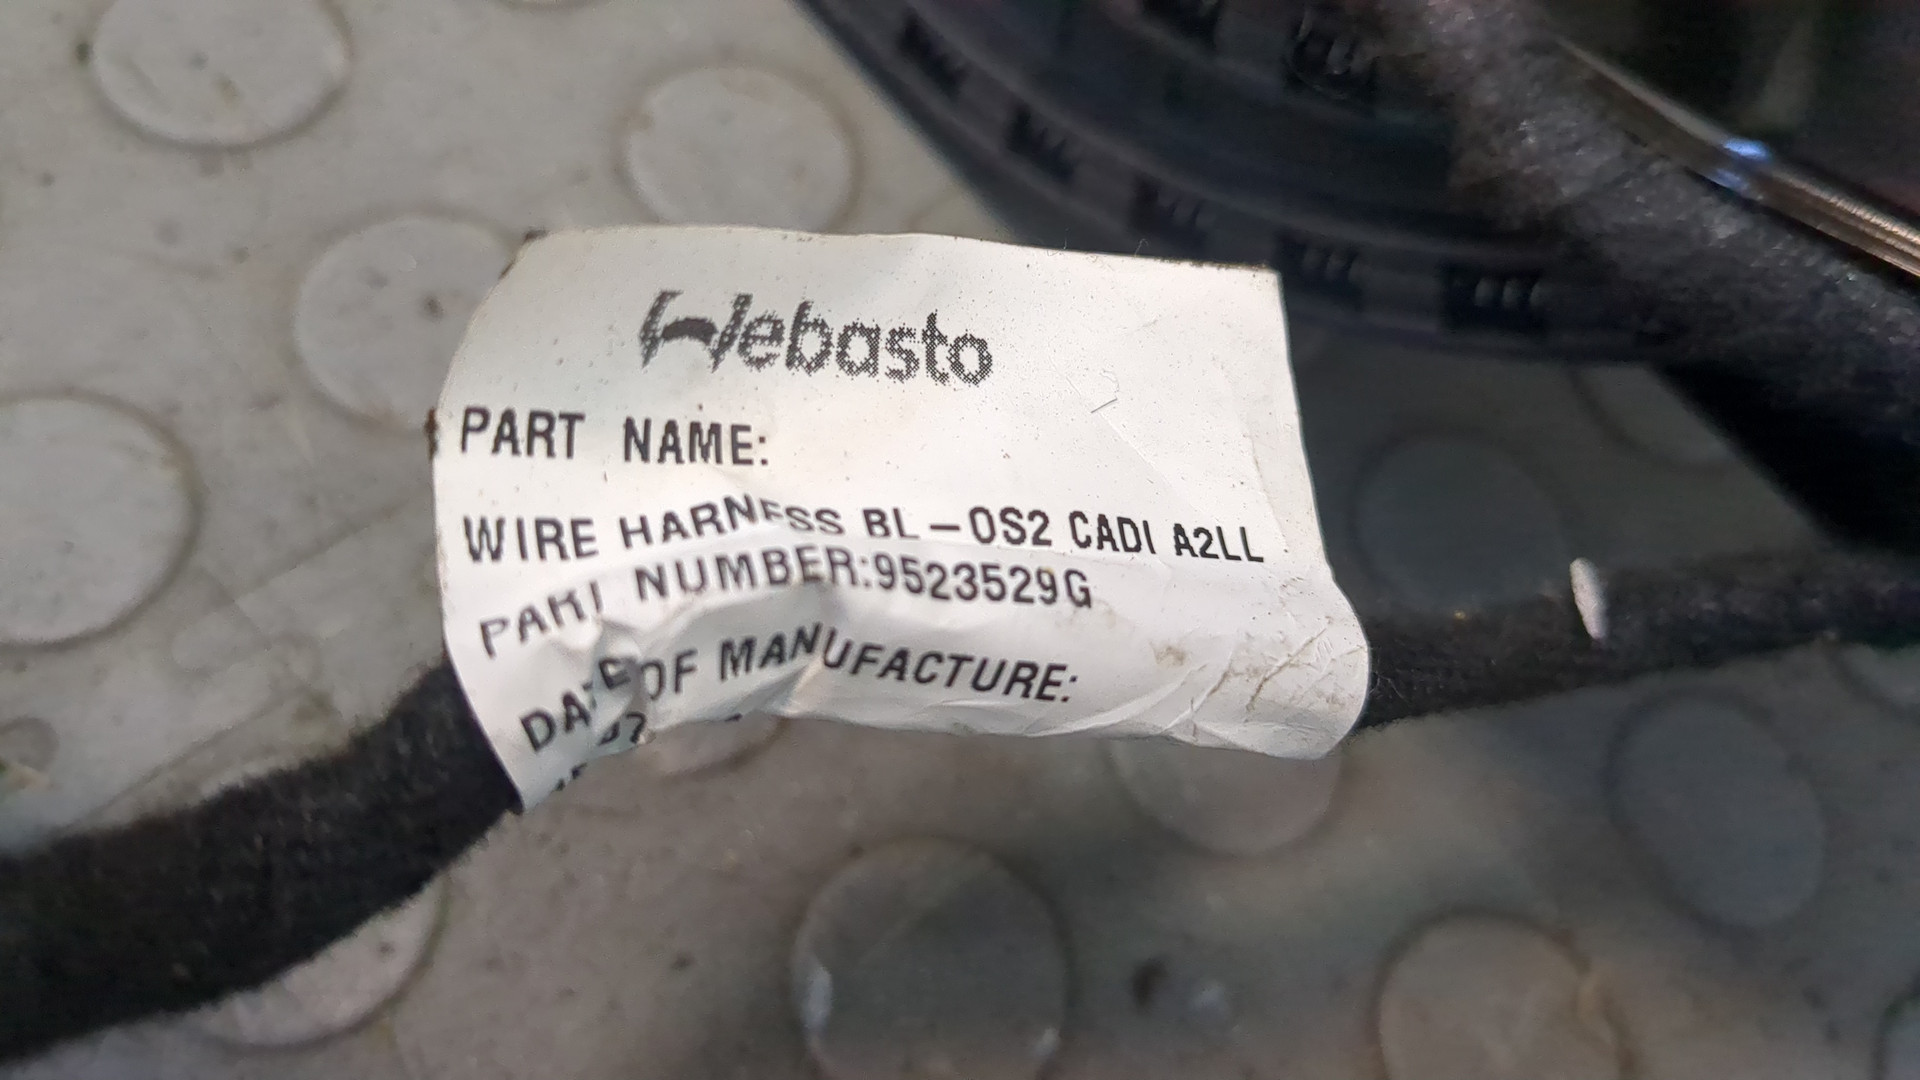 Webasto
PART NAME:
WIRE HARNESS BL-OS2 CADI A2LL
PART NUMBER:9523529G
DATE OF MANUFACTURE: